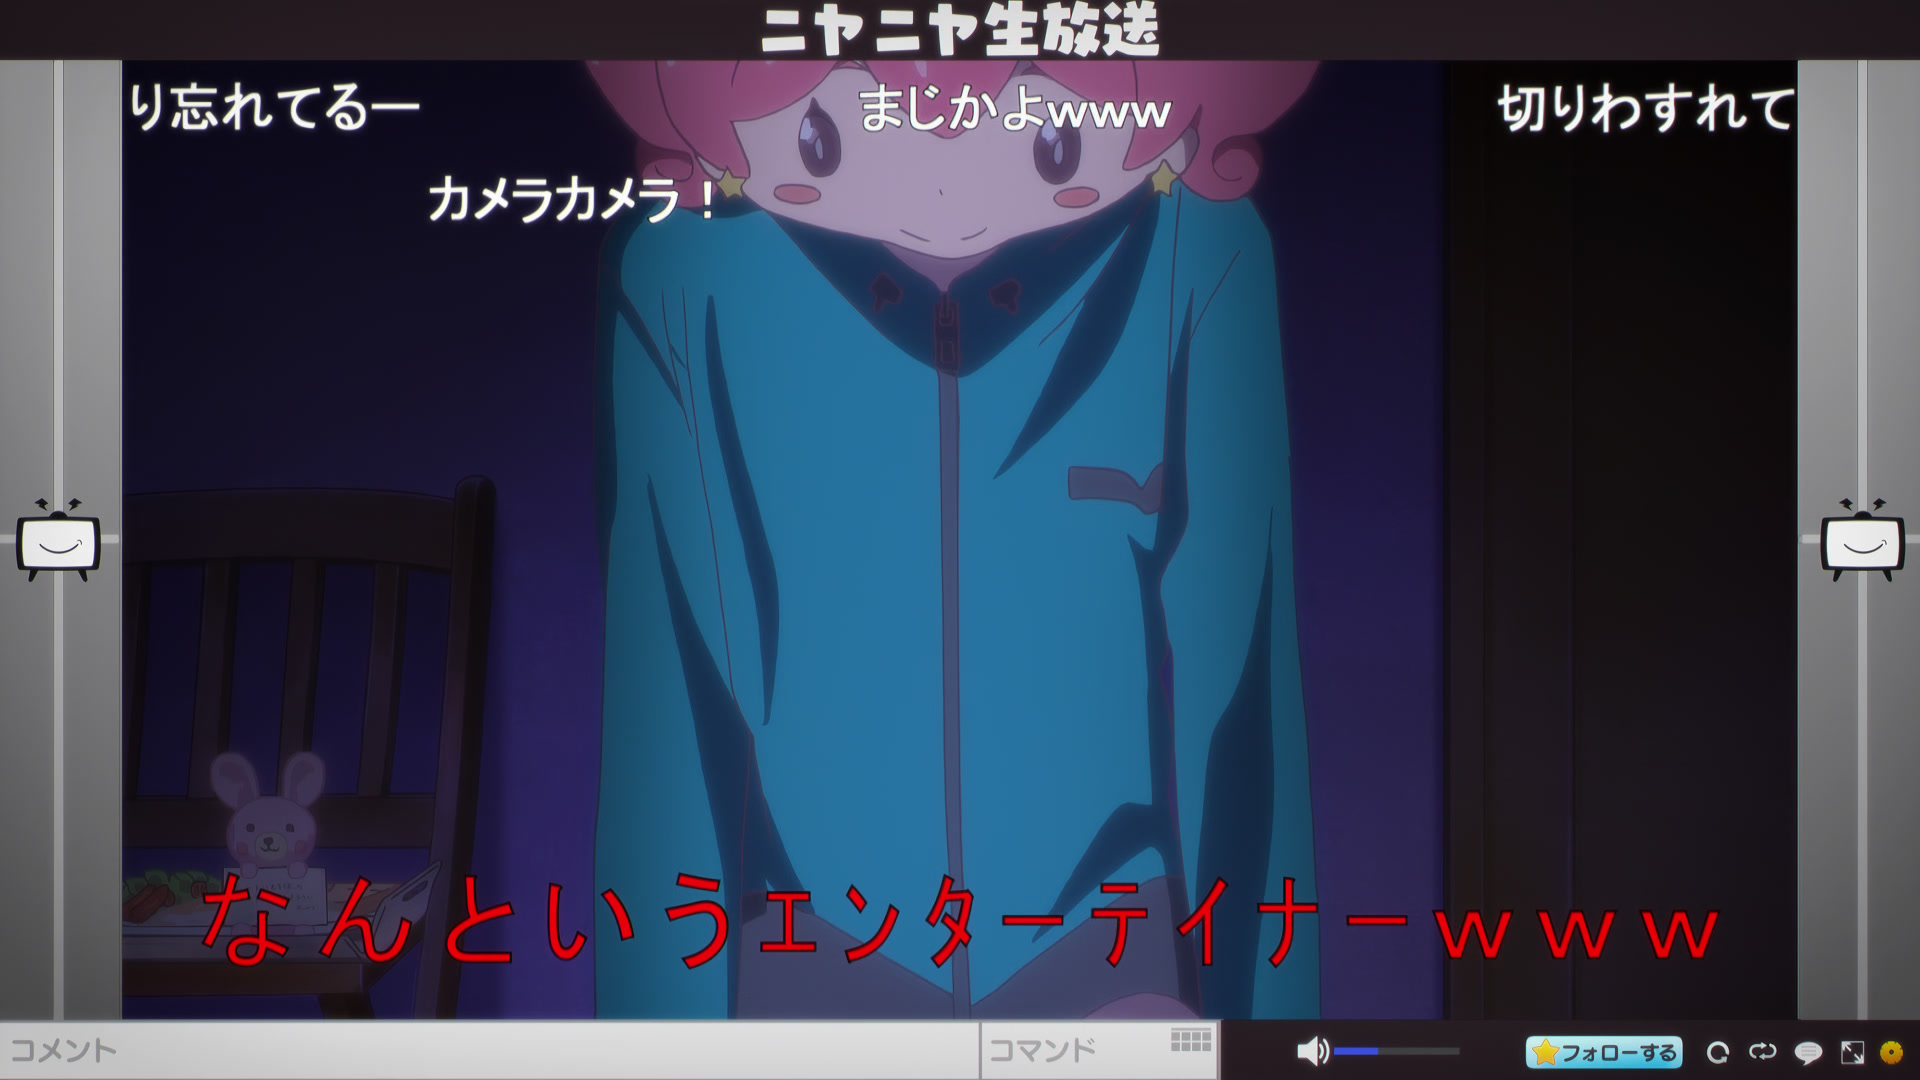 ニヤニヤ生放送
り忘れてるー
まじかよwww
切りわすれて
カメラカメラ！
なんというエンターテイナーｗｗｗ
コメント
コマンド
フォローする